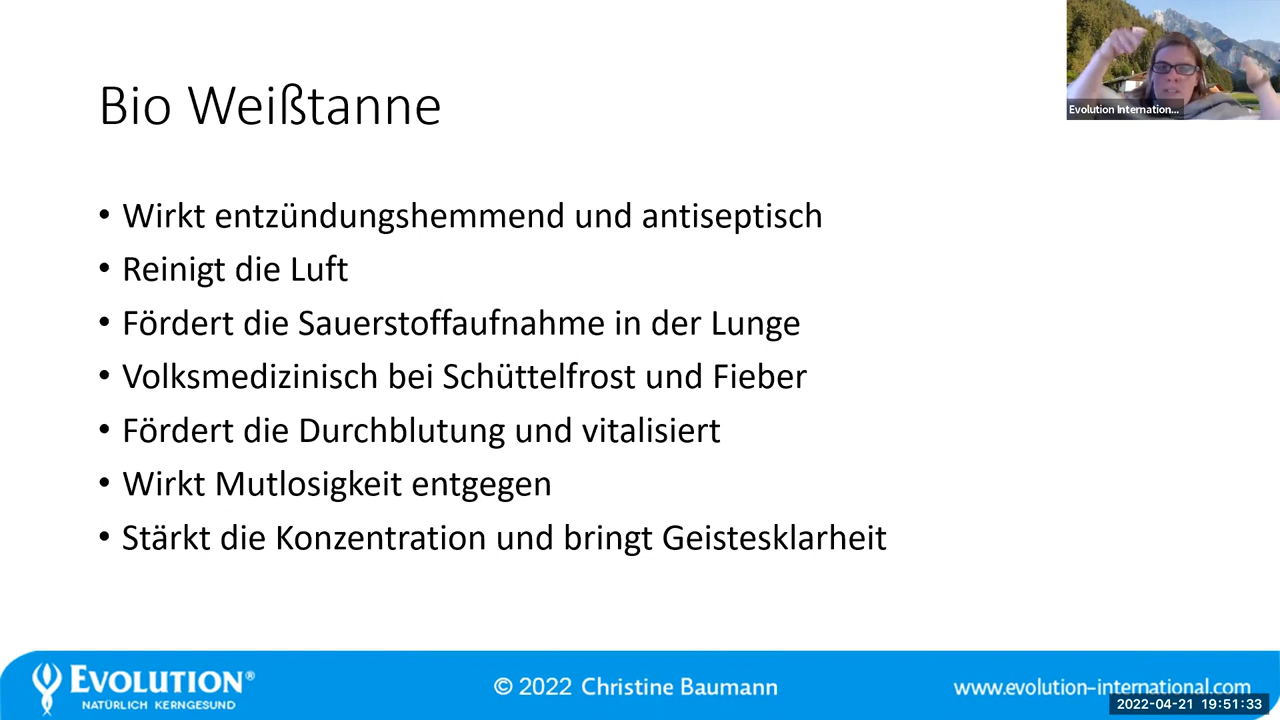 Bio Weißtanne
Evolution Internation...
• Wirkt entzündungshemmend und antiseptisch
• Reinigt die Luft
• Fördert die Sauerstoffaufnahme in der Lunge
• Volksmedizinisch bei Schüttelfrost und Fieber
• Fördert die Durchblutung und vitalisiert
• Wirkt Mutlosigkeit entgegen
• Stärkt die Konzentration und bringt Geistesklarheit
EVOLUTION®
NATÜRLICH KERNGESUND
© 2022 Christine Baumann
www.evolution-international.com
2022-04-21 19:51:33